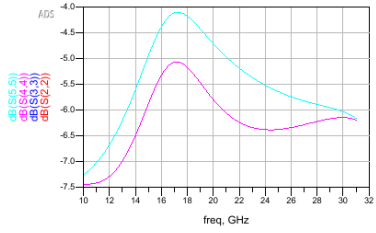 ADS
-4.0
-4.5
-5.0
-5.5
-6.0
-6.5
-7.0
-7.5
10 12 14 16 18 20 22 24 26 28 30 32
freq, GHz
dB(S(5,5))
dB(S(4,4))
dB(S(3,3))
dB(S(2,2))